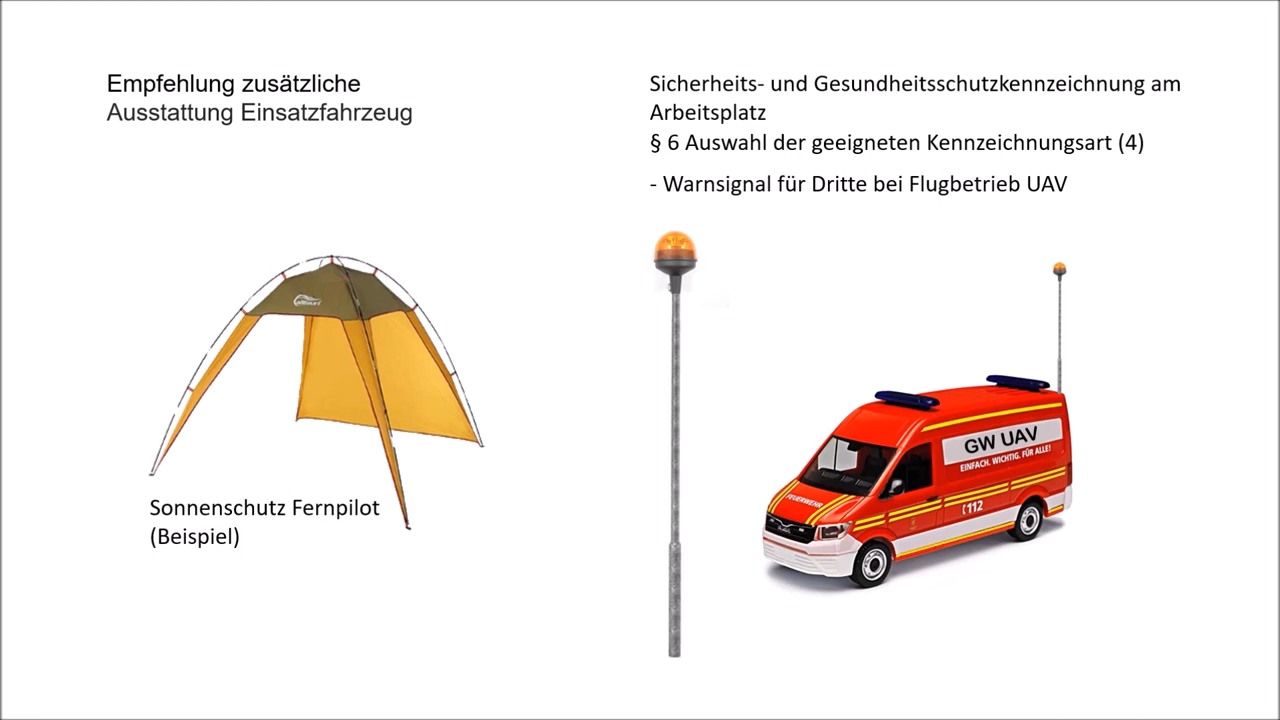 Empfehlung zusätzliche
Ausstattung Einsatzfahrzeug
Sicherheits- und Gesundheitsschutzkennzeichnung am
Arbeitsplatz
§ 6 Auswahl der geeigneten Kennzeichnungsart (4)
- Warnsignal für Dritte bei Flugbetrieb UAV
Sonnenschutz Fernpilot
(Beispiel)
GW UAV
EINFACH. WICHTIG. FÜR ALLE!
FEUERWEHR
112